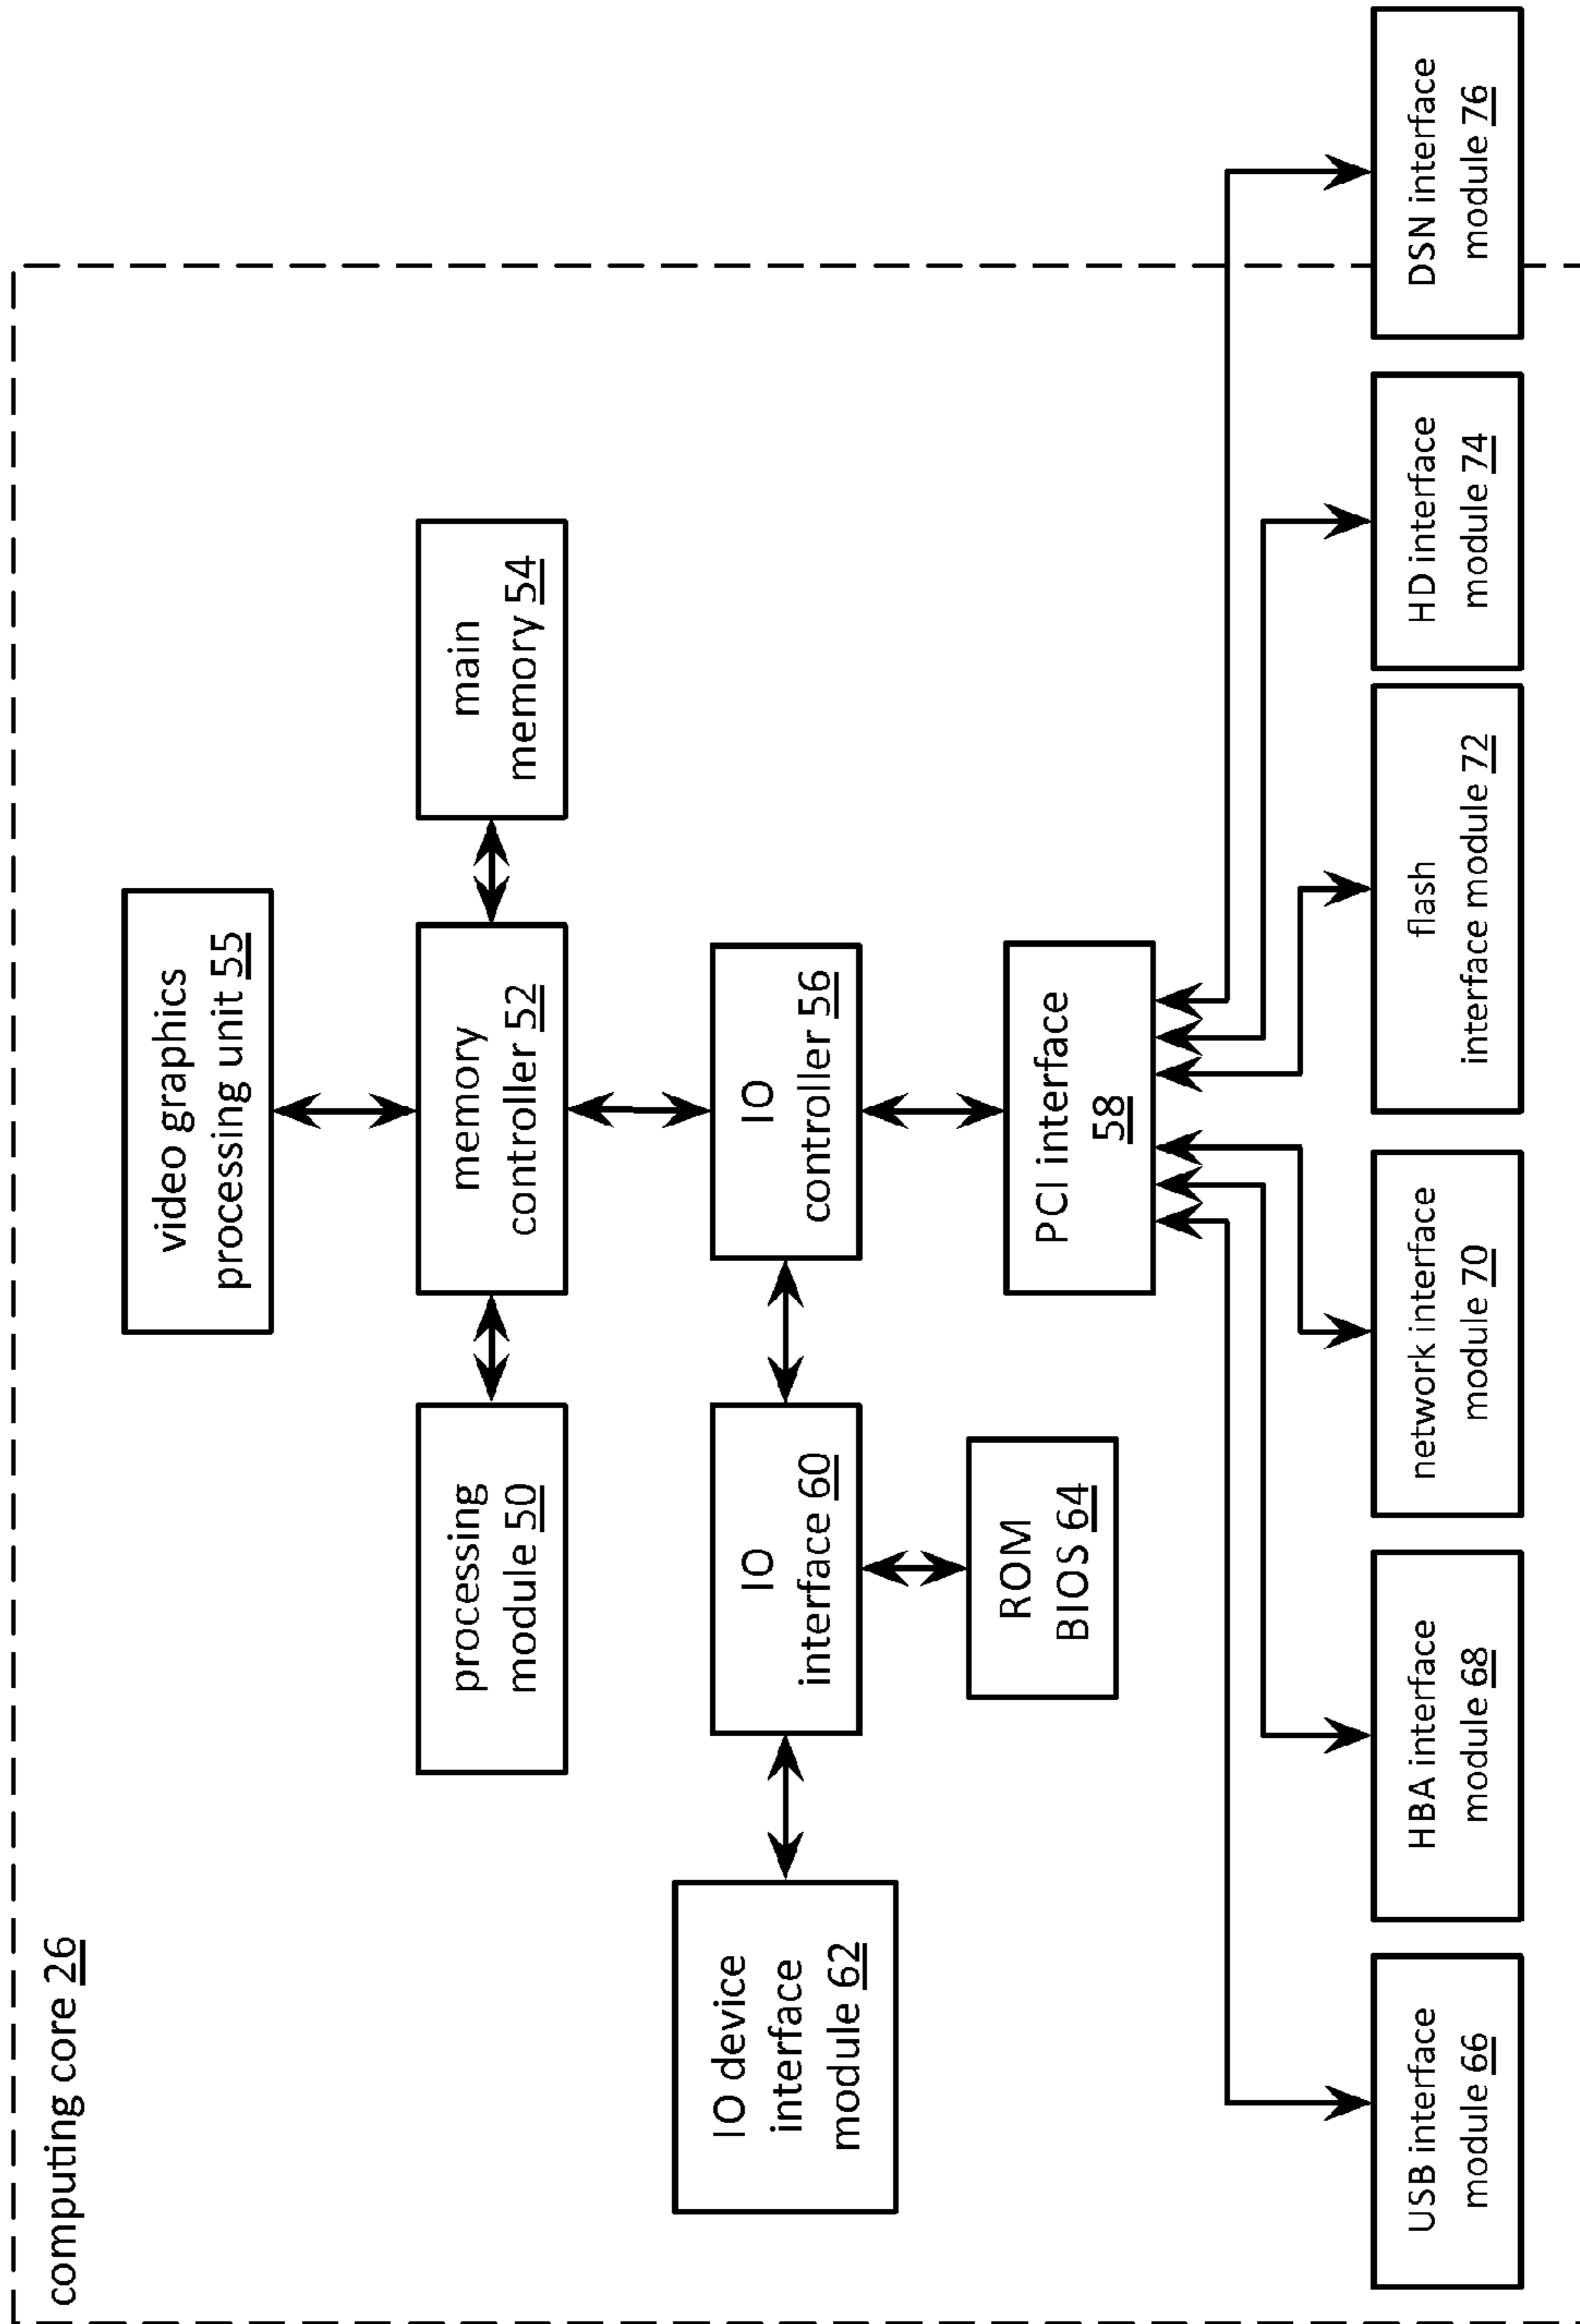 computing core 26
video graphics
processing unit 55
processing
module 50
memory
controller 52
main
memory 54
IO device
interface
module 62
IO
interface 60
IO
controller 56
ROM
BIOS 64
PCI interface
58
USB interface
module 66
HBA interface
module 68
network interface
module 70
flash
interface module 72
HD interface
module 74
DSN interface
module 76